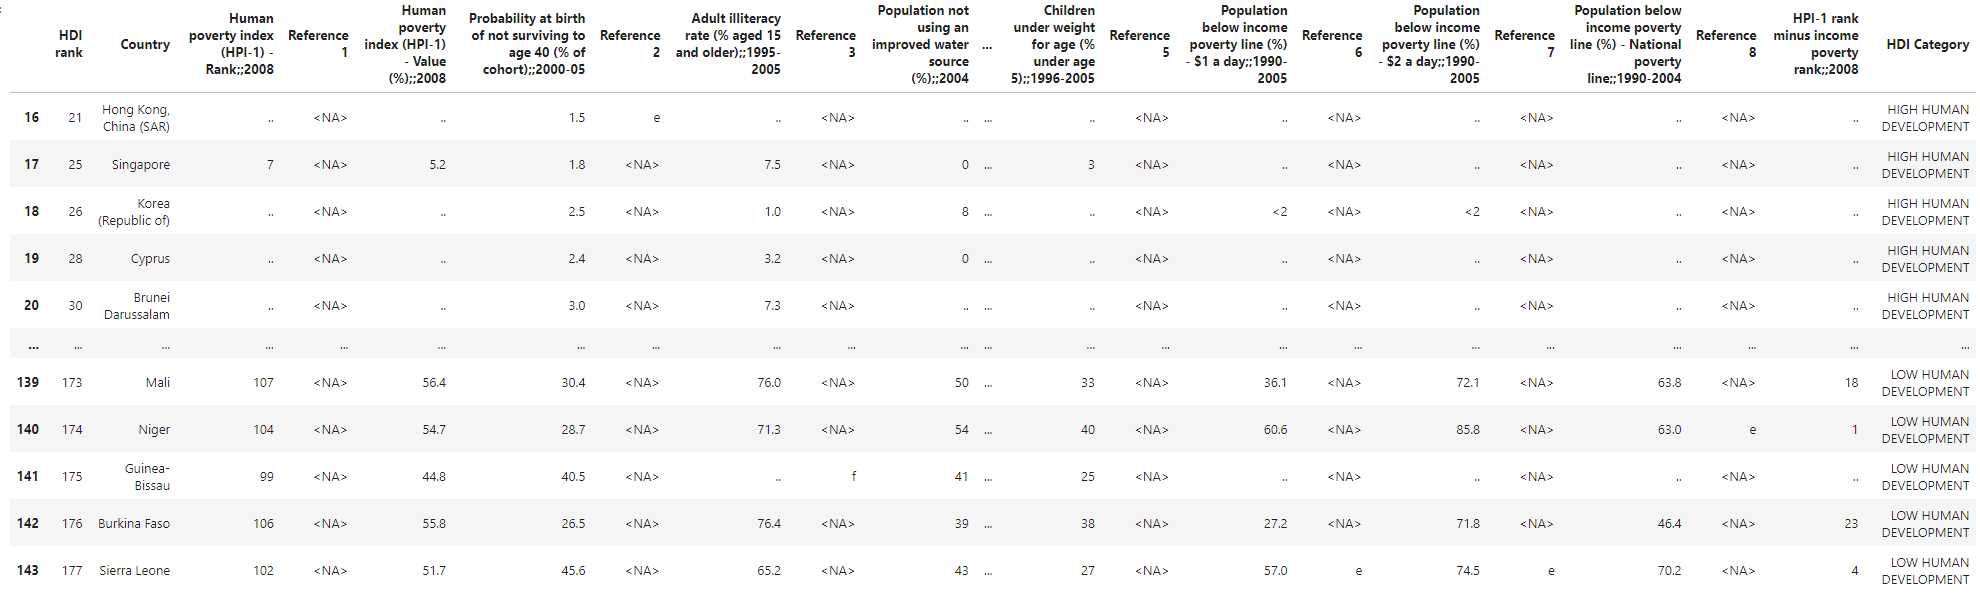 HDI rank Country Human poverty index (HPI-1) - Rank;;2008 Reference 1 Human poverty index (HPI-1) - Value (%);;2008 Probability at birth of not surviving to age 40 (% of cohort);;2000-05 Reference 2 Adult illiteracy rate (% aged 15 and older);;1995-2005 Reference 3 Population not using an improved water source (%);;2004 ... Children under weight for age (% under age 5);;1996-2005 Reference 5 Population below income poverty line (%) - $1 a day;;1990-2005 Reference 6 Population below income poverty line (%) - $2 a day;;1990-2005 Reference 7 Population below income poverty line (%) - National poverty line;;1990-2004 Reference 8 HPI-1 rank minus income poverty rank;;2008 HDI Category
16 21 Hong Kong, China (SAR) .. <NA> .. 1.5 e .. <NA> .. ... .. <NA> .. <NA> .. <NA> .. <NA> .. HIGH HUMAN DEVELOPMENT
17 25 Singapore 7 <NA> 5.2 1.8 <NA> 7.5 <NA> 0 ... 3 <NA> .. <NA> .. <NA> .. <NA> .. HIGH HUMAN DEVELOPMENT
18 26 Korea (Republic of) .. <NA> .. 2.5 <NA> 1.0 <NA> 8 ... .. <NA> <2 <NA> <2 <NA> .. <NA> .. HIGH HUMAN DEVELOPMENT
19 28 Cyprus .. <NA> .. 2.4 <NA> 3.2 <NA> 0 ... .. <NA> .. <NA> .. <NA> .. <NA> .. HIGH HUMAN DEVELOPMENT
20 30 Brunei Darussalam .. <NA> .. 3.0 <NA> 7.3 <NA> .. ... .. <NA> .. <NA> .. <NA> .. <NA> .. HIGH HUMAN DEVELOPMENT
... ... ... ... ... ... ... ... ... ... ... ... ... ... ... ... ... ... ... ... ... ...
139 173 Mali 107 <NA> 56.4 30.4 <NA> 76.0 <NA> 50 ... 33 <NA> 36.1 <NA> 72.1 <NA> 63.8 <NA> 18 LOW HUMAN DEVELOPMENT
140 174 Niger 104 <NA> 54.7 28.7 <NA> 71.3 <NA> 54 ... 40 <NA> 60.6 <NA> 85.8 <NA> 63.0 e 1 LOW HUMAN DEVELOPMENT
141 175 Guinea-Bissau 99 <NA> 44.8 40.5 <NA> .. f 41 ... 25 <NA> .. <NA> .. <NA> .. <NA> .. LOW HUMAN DEVELOPMENT
142 176 Burkina Faso 106 <NA> 55.8 26.5 <NA> 76.4 <NA> 39 ... 38 <NA> 27.2 <NA> 71.8 <NA> 46.4 <NA> 23 LOW HUMAN DEVELOPMENT
143 177 Sierra Leone 102 <NA> 51.7 45.6 <NA> 65.2 <NA> 43 ... 27 <NA> 57.0 e 74.5 e 70.2 <NA> 4 LOW HUMAN DEVELOPMENT